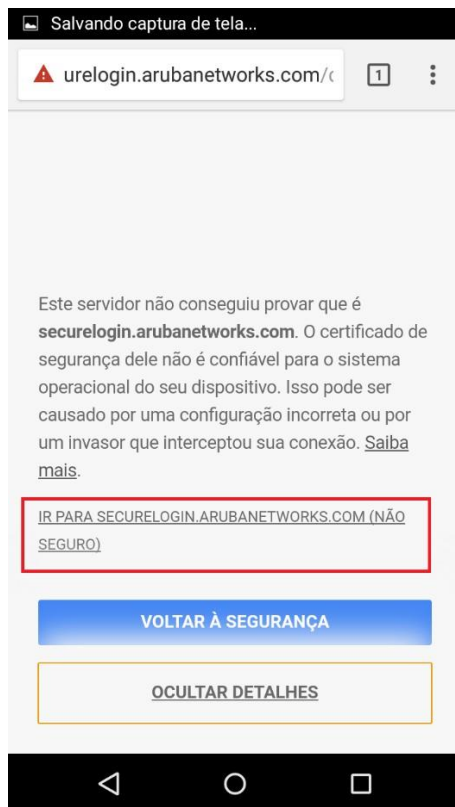 Salvando captura de tela...
urelogin.arubanetworks.com/
1
Este servidor não conseguiu provar que é
securelogin.arubanetworks.com. O certificado de
segurança dele não é confiável para o sistema
operacional do seu dispositivo. Isso pode ser
causado por uma configuração incorreta ou por
um invasor que interceptou sua conexão. Saiba
mais.
IR PARA SECURELOGIN.ARUBANETWORKS.COM (NÃO
SEGURO)
VOLTAR À SEGURANÇA
OCULTAR DETALHES